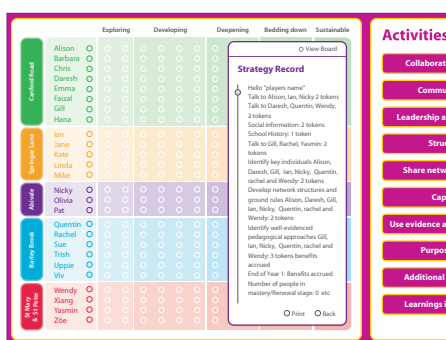 Exploring Developing Deepening Bedding down Sustainable
Canford Road
Alison
Barbara
Chris
Daresh
Emma
Faizal
Gill
Hana
Springer Lane
Ian
Jane
Kate
Linda
Mike
Nicky
Olivia
Pat
Barley Brook
Quentin
Rachel
Sue
Trish
Uppie
Viv
St Mary
& St Peter
Wendy
Xiang
Yasmin
Zöe
View Board
Strategy Record
Hello "players name"
Talk to Alison, Ian, Nicky 2 tokens
Talk to Daresh, Quentin, Wendy,
2 tokens
Social information: 2 tokens
School History: 1 token
Talk to Gill, Rachel, Yasmin: 2
tokens
Identify key individuals Alison,
Daresh, Gill, Ian, Nicky, Quentin,
rachel and Wendy: 2 tokens
Develop network structures and
ground rules Alison, Daresh, Gill,
Ian, Nicky, Quentin, rachel and
Wendy: 2 tokens
Identify well-evidenced
pedagogical approaches Gill,
Ian, Nicky, Quentin, rachel and
Wendy: 3 tokens benefits
accrued
End of Year 1: Benefits accrued
Number of people in
mastery/Renewal stage: 0 etc
Print Back
Activities
Collaborat
Commu
Leadership a
Struc
Share netw
Cap
Use evidence a
Purpos
Additional
Learnings i